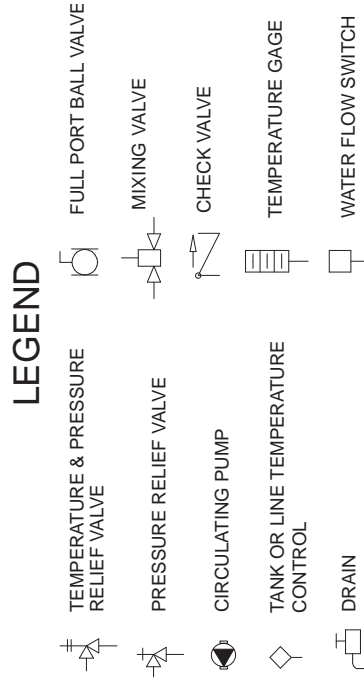 LEGEND
TEMPERATURE & PRESSURE
RELIEF VALVE
PRESSURE RELIEF VALVE
CIRCULATING PUMP
TANK OR LINE TEMPERATURE
CONTROL
DRAIN
FULL PORT BALL VALVE
MIXING VALVE
CHECK VALVE
TEMPERATURE GAGE
WATER FLOW SWITCH